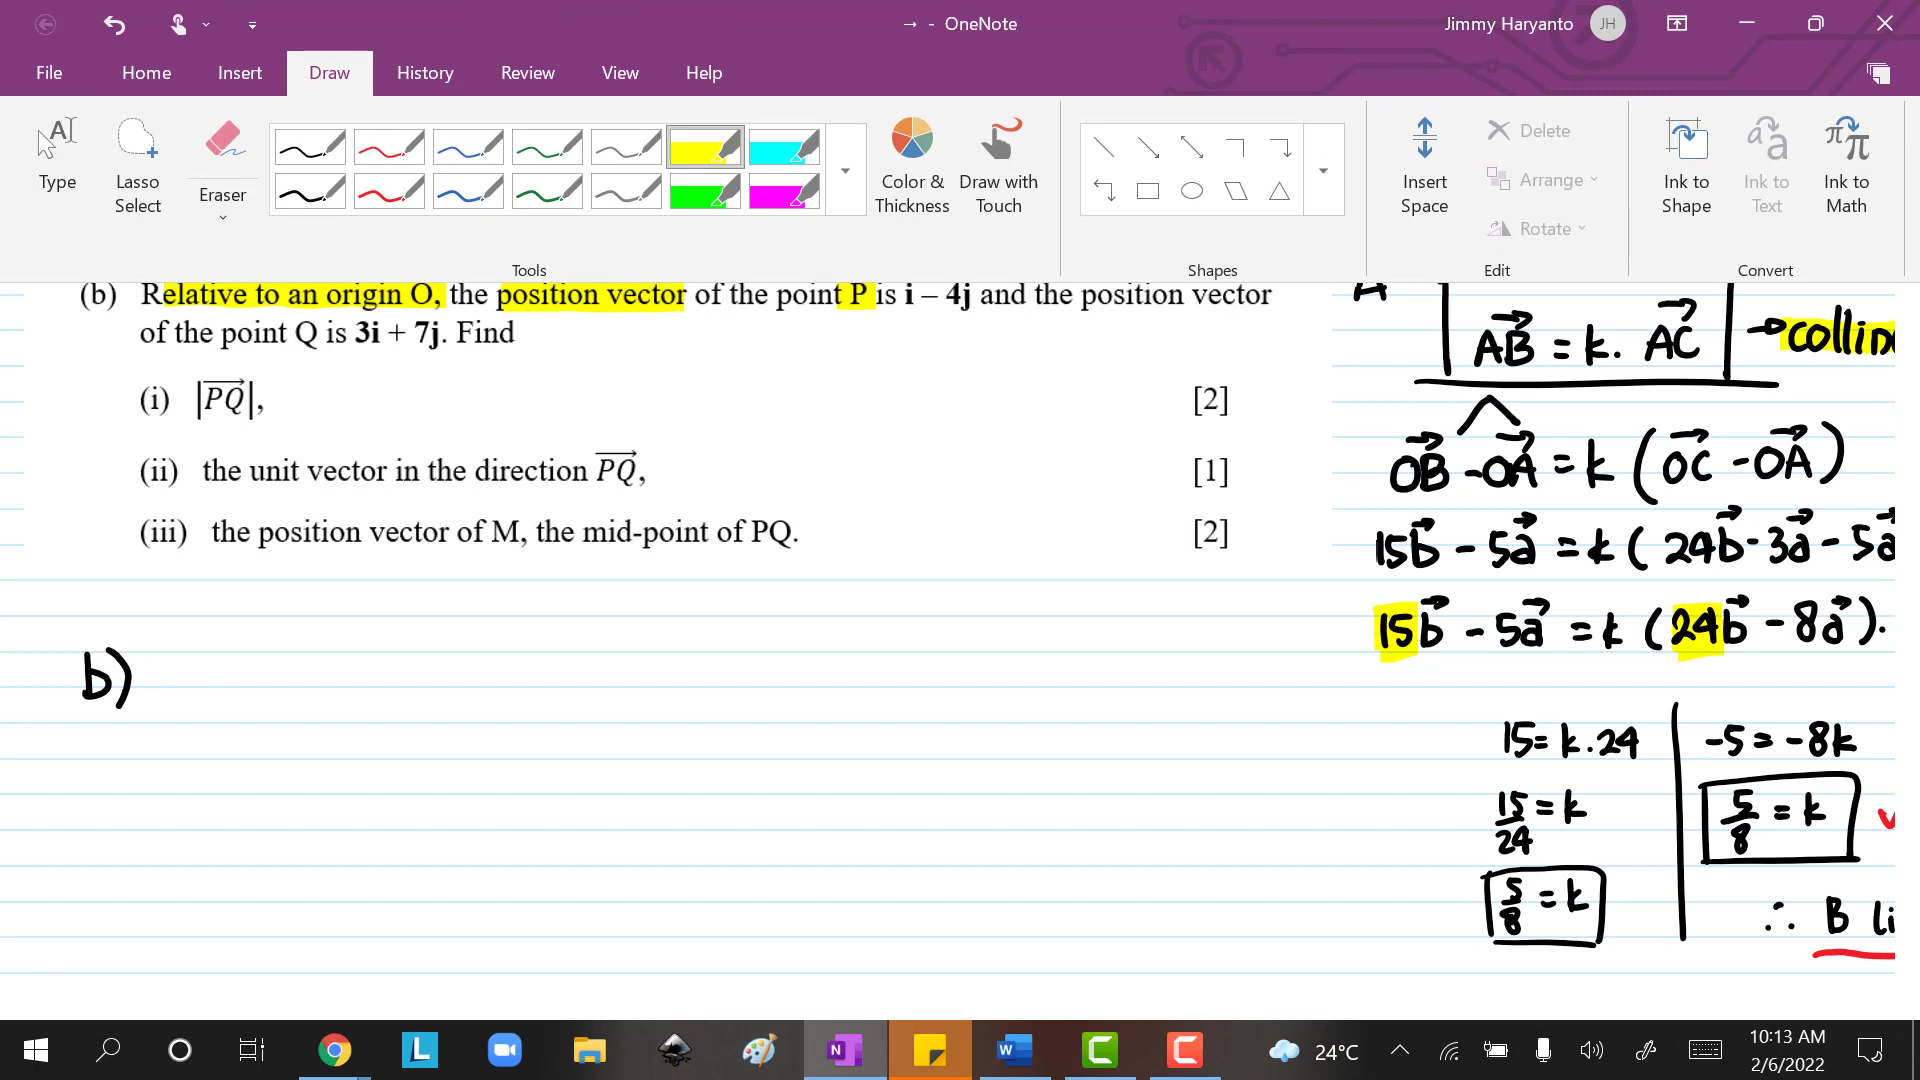 → - OneNote
Jimmy Haryanto JH
File Home Insert Draw History Review View Help
Type
Lasso Select
Eraser
Color & Thickness
Draw with Touch
Insert Space
Delete
Arrange
Rotate
Ink to Shape
Ink to Text
Ink to Math
Tools Shapes Edit Convert
(b) Relative to an origin O, the position vector of the point P is i – 4j and the position vector
of the point Q is 3i + 7j. Find
(i) |PQ⃗|, [2]
(ii) the unit vector in the direction PQ⃗, [1]
(iii) the position vector of M, the mid-point of PQ. [2]
b)
A
AB⃗ = k. AC⃗ → collin
OB⃗ - OA⃗ = k (OC⃗ - OA⃗)
15b⃗ - 5a⃗ = k ( 24b⃗ - 3a⃗ - 5a⃗
15b⃗ - 5a⃗ = k ( 24b⃗ - 8a⃗ ).
15 = k . 24
15/24 = k
5/8 = k
-5 = -8k
5/8 = k
∴ B li
24°C
10:13 AM
2/6/2022